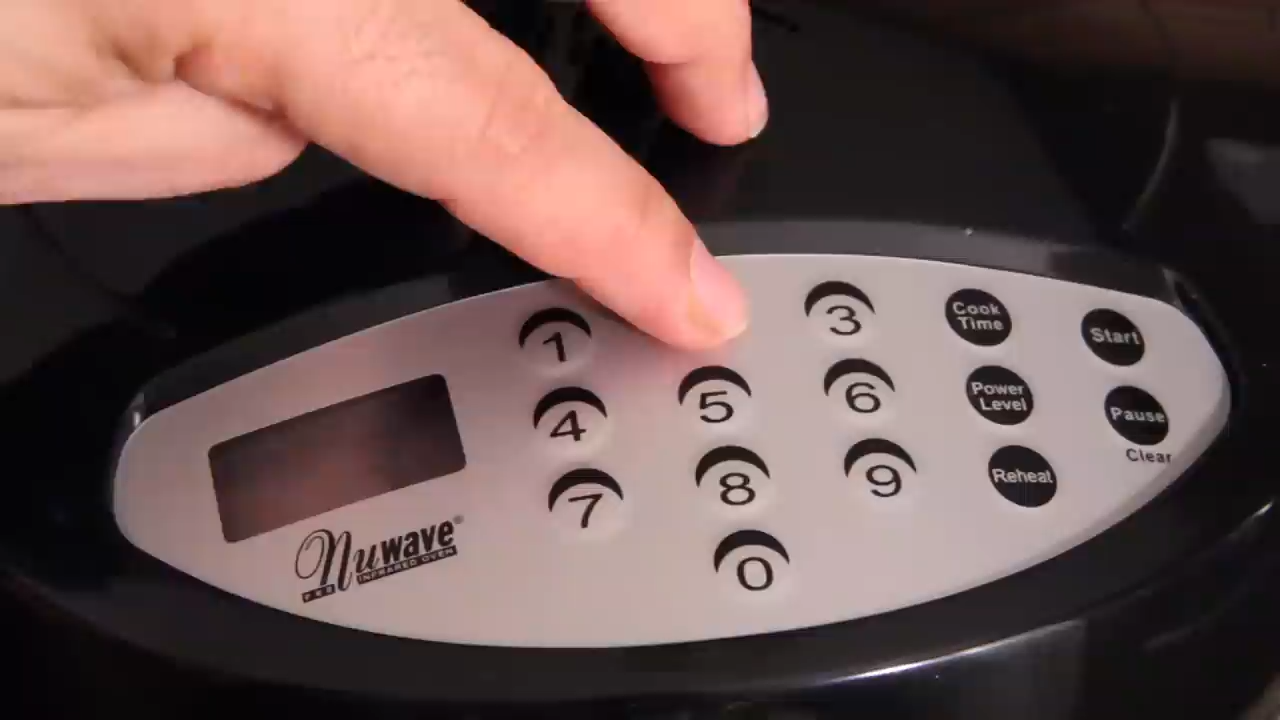 1
3
Cook
Time
Start
4
5
6
Power
Level
Pause
Clear
7
8
9
Reheat
0
Nuwave®
PRO INFRARED OVEN